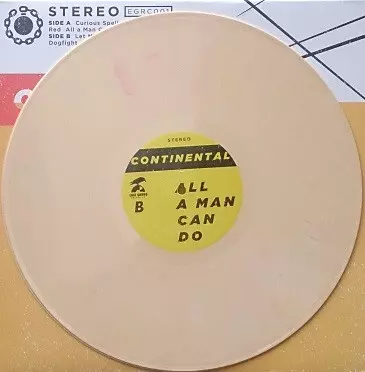 STEREO EGRC001
SIDE A Curious Spell
Red All a Man C
SIDE B Let M
Dogfight
STEREO
CONTINENTAL
B
ALL
A MAN
CAN
DO